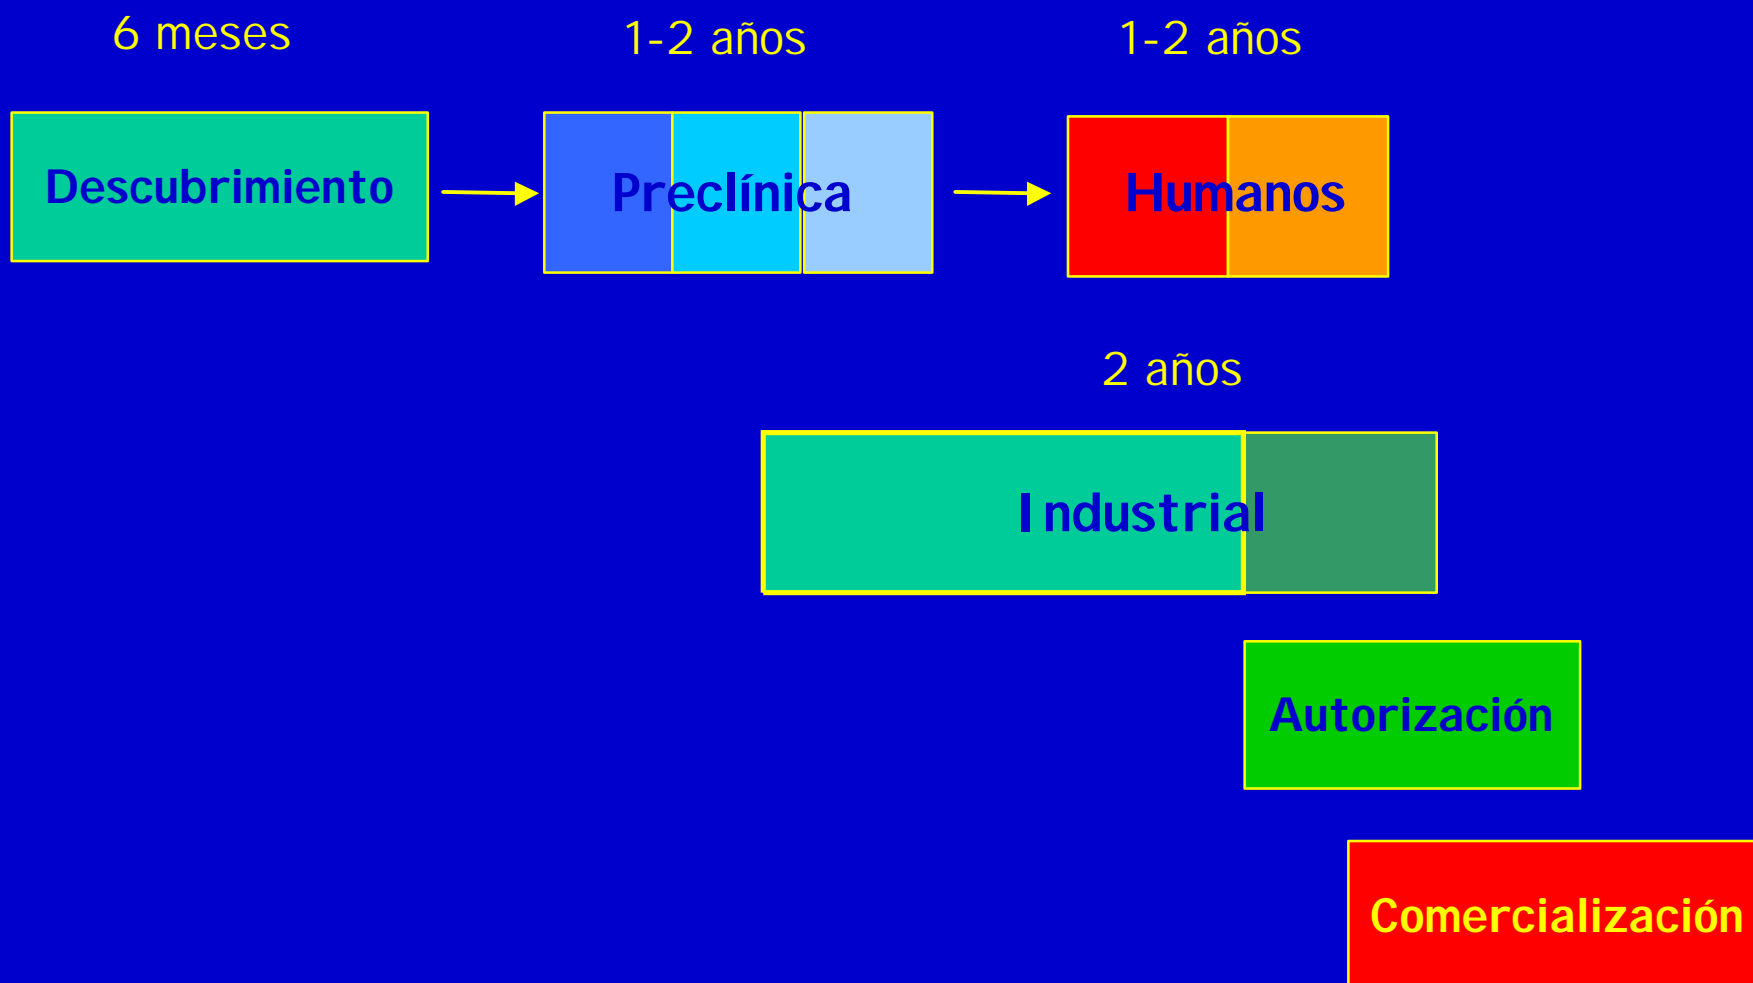 6 meses
1-2 años
1-2 años
Descubrimiento
Preclínica
Humanos
2 años
Industrial
Autorización
Comercialización